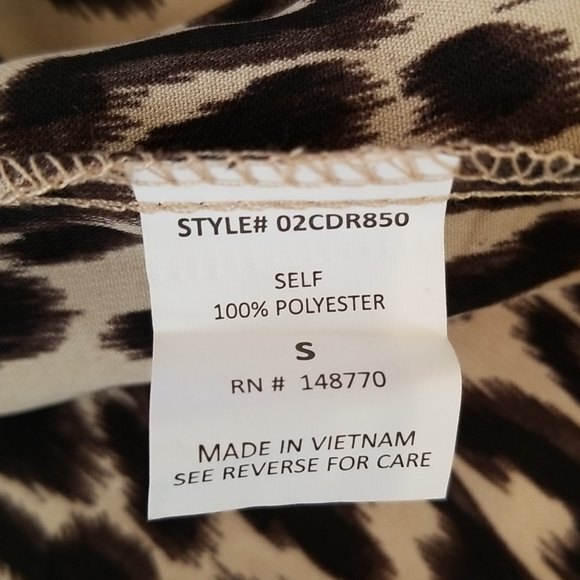 STYLE# 02CDR850
SELF
100% POLYESTER
S
RN # 148770
MADE IN VIETNAM
SEE REVERSE FOR CARE